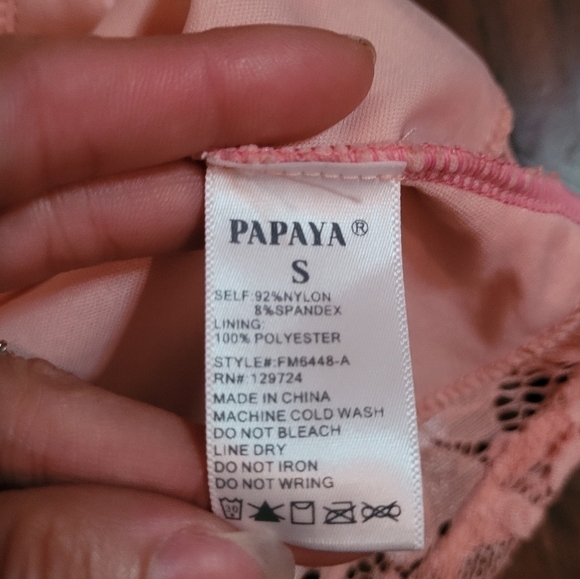 PAPAYA®
S
SELF:92%NYLON
8%SPANDEX
LINING:
100% POLYESTER
STYLE#:FM6448-A
RN#:129724
MADE IN CHINA
MACHINE COLD WASH
DO NOT BLEACH
LINE DRY
DO NOT IRON
DO NOT WRING
30